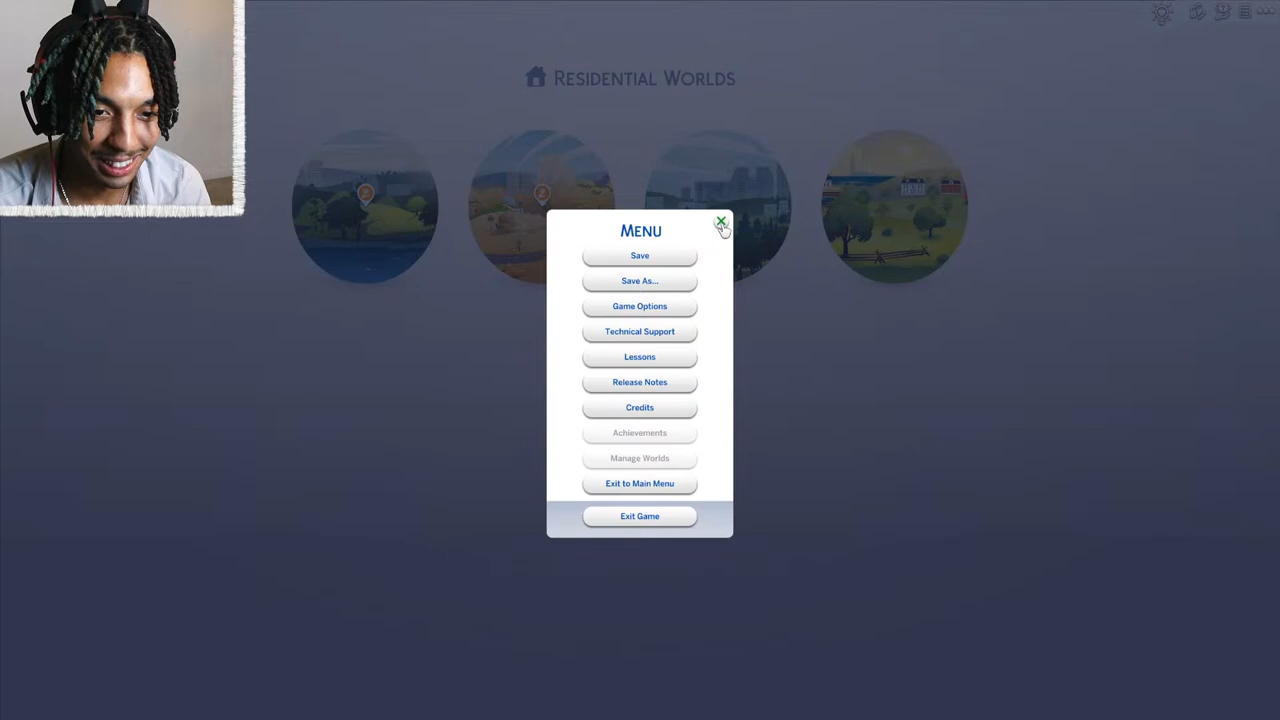 Residential Worlds
Menu
Save
Save As...
Game Options
Technical Support
Lessons
Release Notes
Credits
Achievements
Manage Worlds
Exit to Main Menu
Exit Game